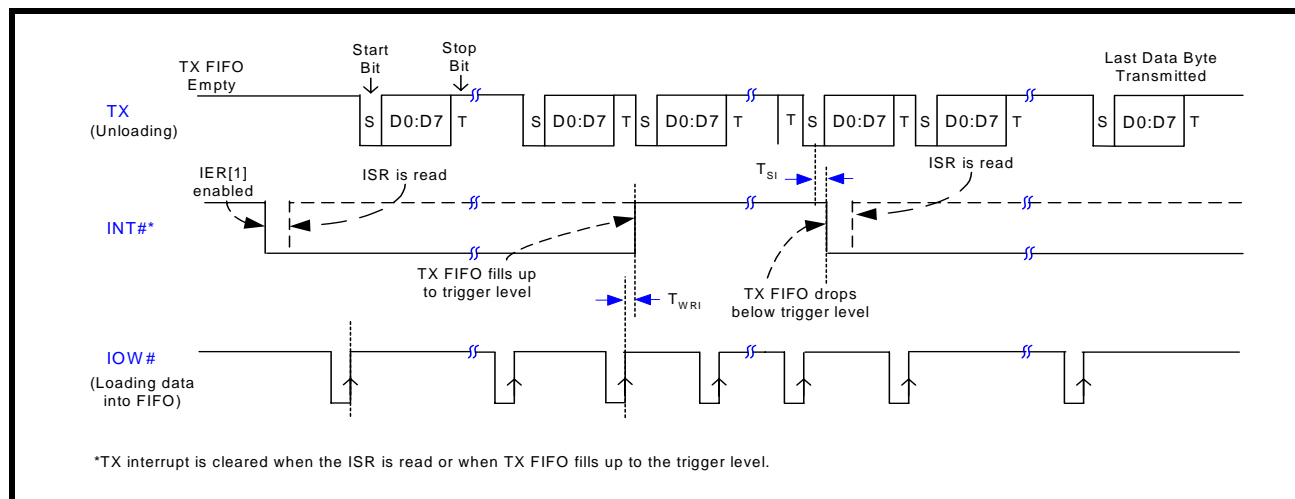 Start
Bit
Stop
Bit
TX FIFO
Empty
Last Data Byte
Transmitted
TX
(Unloading)
S D0:D7 T S D0:D7 T S D0:D7 T T S D0:D7 T S D0:D7 T S D0:D7 T
IER[1]
enabled
ISR is read
TSI
ISR is read
INT#*
TX FIFO fills up
to trigger level
TX FIFO drops
below trigger level
TWRI
IOW#
(Loading data
into FIFO)
*TX interrupt is cleared when the ISR is read or when TX FIFO fills up to the trigger level.